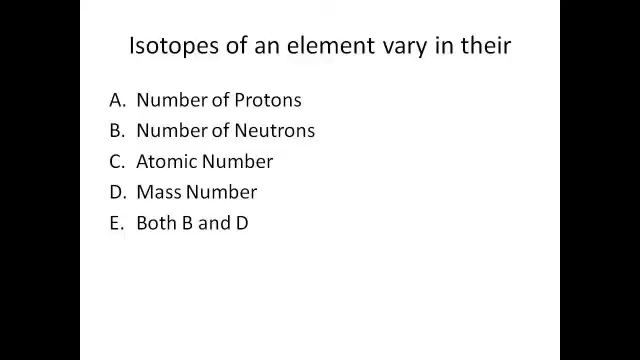 Isotopes of an element vary in their
A. Number of Protons
B. Number of Neutrons
C. Atomic Number
D. Mass Number
E. Both B and D